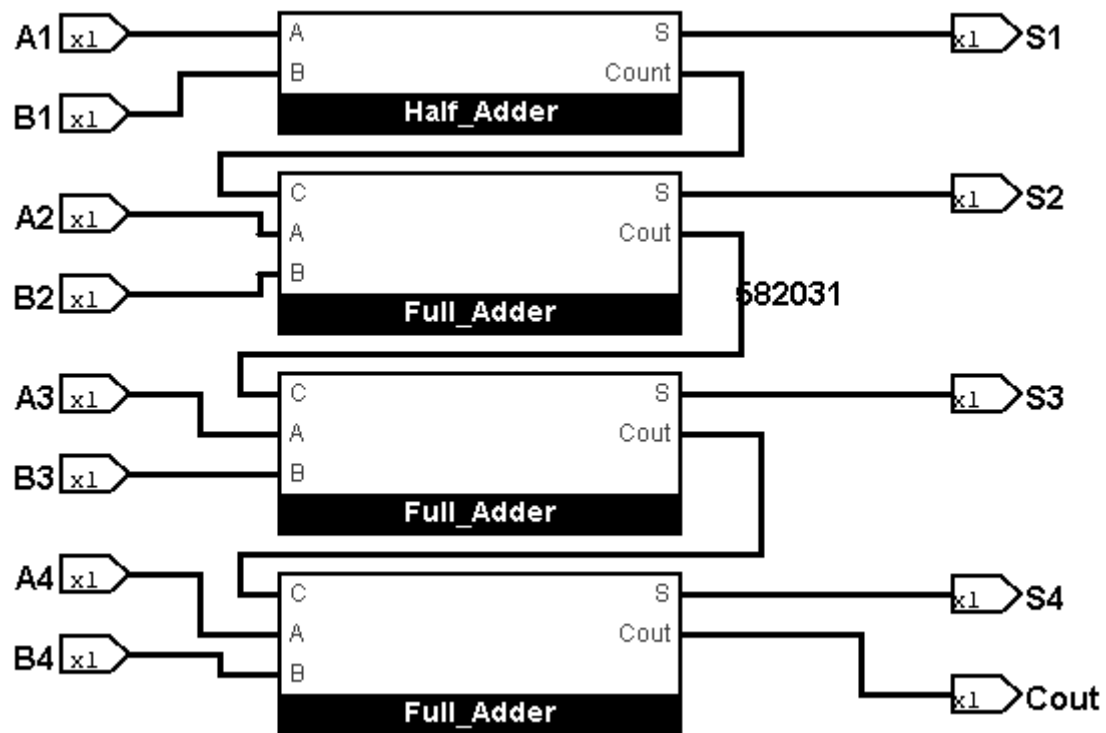 A1 x1 A S x1 S1
B1 x1 B Count
Half_Adder
A2 x1 C S x1 S2
A Cout
B2 x1 B 582031
Full_Adder
A3 x1 C S x1 S3
A Cout
B3 x1 B
Full_Adder
A4 x1 C S x1 S4
A Cout
B4 x1 B
x1 Cout
Full_Adder